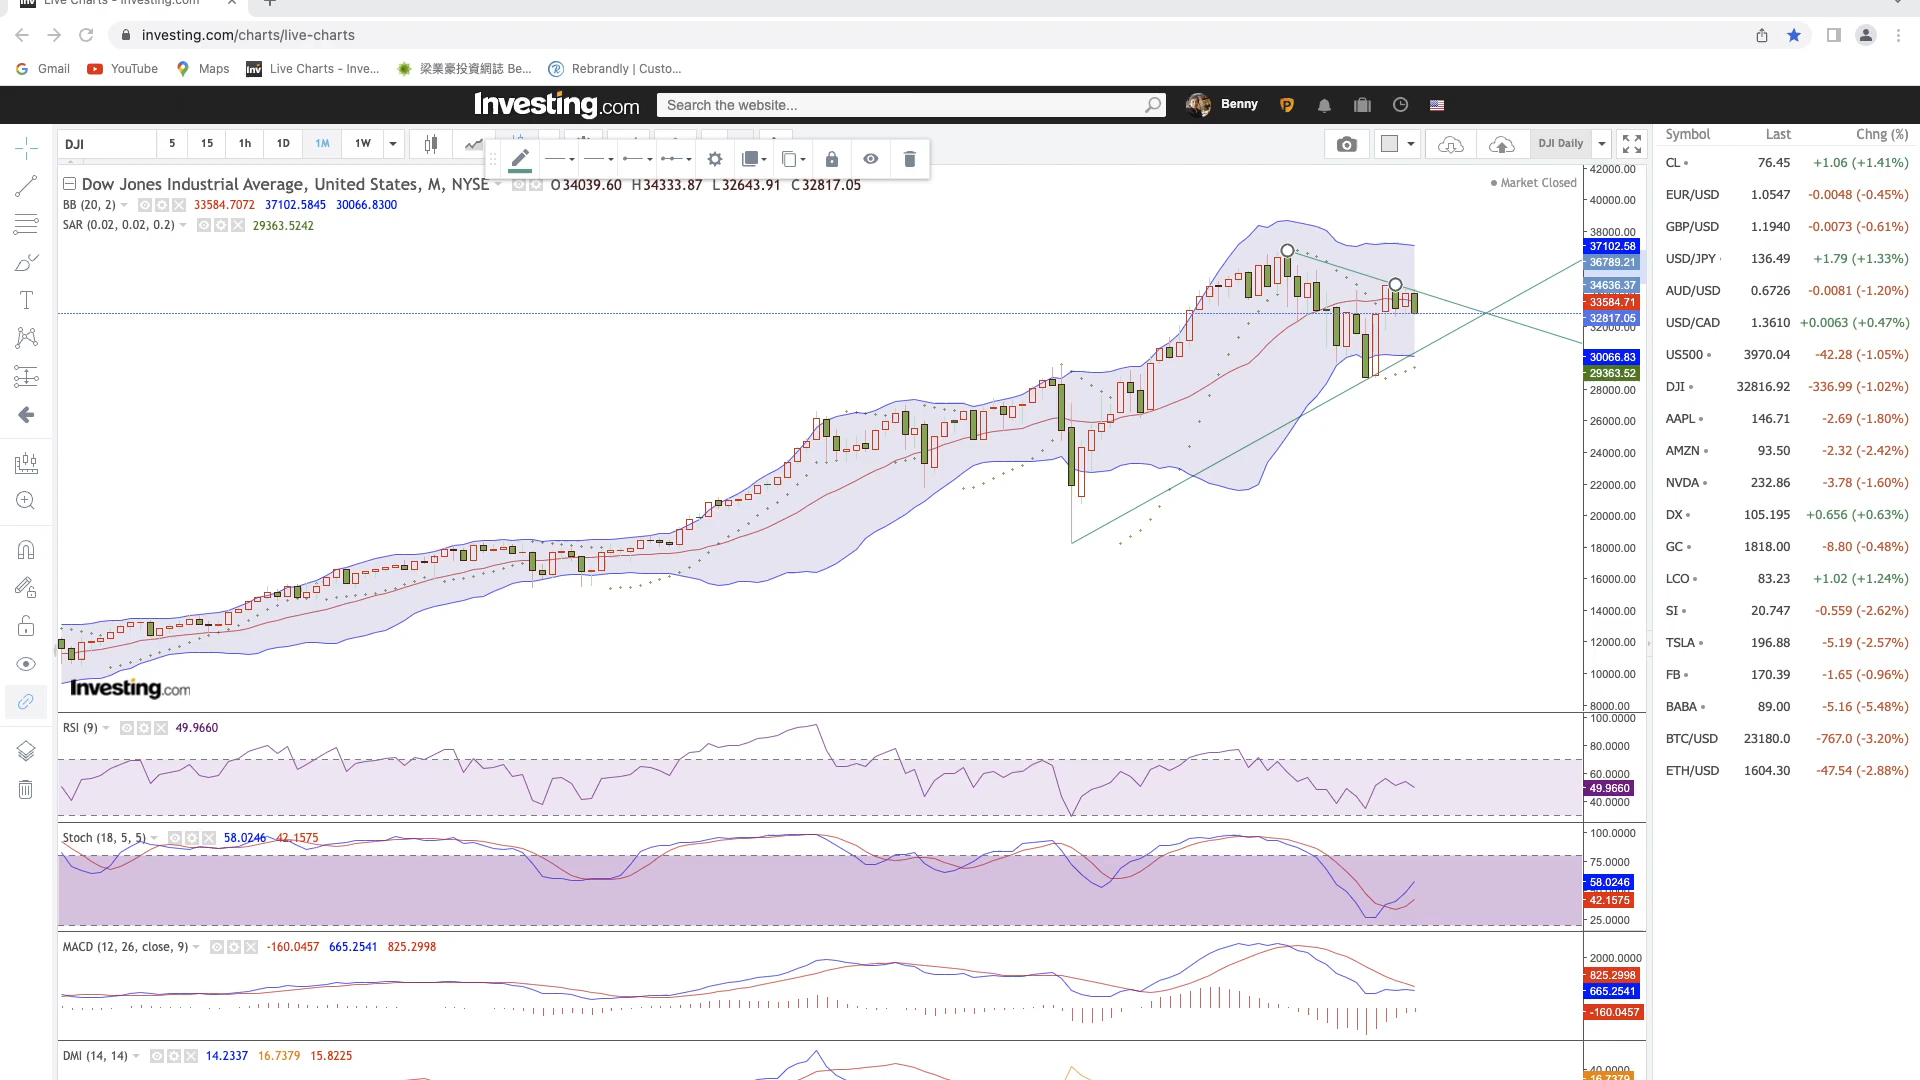 Live Charts - Investing.com
investing.com/charts/live-charts
Gmail YouTube Maps Live Charts - Inve... 梁業豪投資網誌 Be... Rebrandly | Custo...
Investing.com Search the website... Benny
DJI 5 15 1h 1D 1M 1W DJI Daily
Dow Jones Industrial Average, United States, M, NYSE O34039.60 H34333.87 L32643.91 C32817.05
Market Closed
BB (20, 2) 33584.7072 37102.5845 30066.8300
SAR (0.02, 0.02, 0.2) 29363.5242
42000.00
40000.00
38000.00
37102.58
36789.21
34636.37
33584.71
32817.05
32000.00
30066.83
29363.52
28000.00
26000.00
24000.00
22000.00
20000.00
18000.00
16000.00
14000.00
12000.00
10000.00
8000.00
Investing.com
RSI (9) 49.9660
100.0000
80.0000
60.0000
49.9660
40.0000
Stoch (18, 5, 5) 58.0246 42.1575
100.0000
75.0000
58.0246
42.1575
25.0000
MACD (12, 26, close, 9) -160.0457 665.2541 825.2998
2000.0000
825.2998
665.2541
-160.0457
DMI (14, 14) 14.2337 16.7379 15.8225
40.0000
16.7379
Symbol Last Chng (%)
CL 76.45 +1.06 (+1.41%)
EUR/USD 1.0547 -0.0048 (-0.45%)
GBP/USD 1.1940 -0.0073 (-0.61%)
USD/JPY 136.49 +1.79 (+1.33%)
AUD/USD 0.6726 -0.0081 (-1.20%)
USD/CAD 1.3610 +0.0063 (+0.47%)
US500 3970.04 -42.28 (-1.05%)
DJI 32816.92 -336.99 (-1.02%)
AAPL 146.71 -2.69 (-1.80%)
AMZN 93.50 -2.32 (-2.42%)
NVDA 232.86 -3.78 (-1.60%)
DX 105.195 +0.656 (+0.63%)
GC 1818.00 -8.80 (-0.48%)
LCO 83.23 +1.02 (+1.24%)
SI 20.747 -0.559 (-2.62%)
TSLA 196.88 -5.19 (-2.57%)
FB 170.39 -1.65 (-0.96%)
BABA 89.00 -5.16 (-5.48%)
BTC/USD 23180.0 -767.0 (-3.20%)
ETH/USD 1604.30 -47.54 (-2.88%)